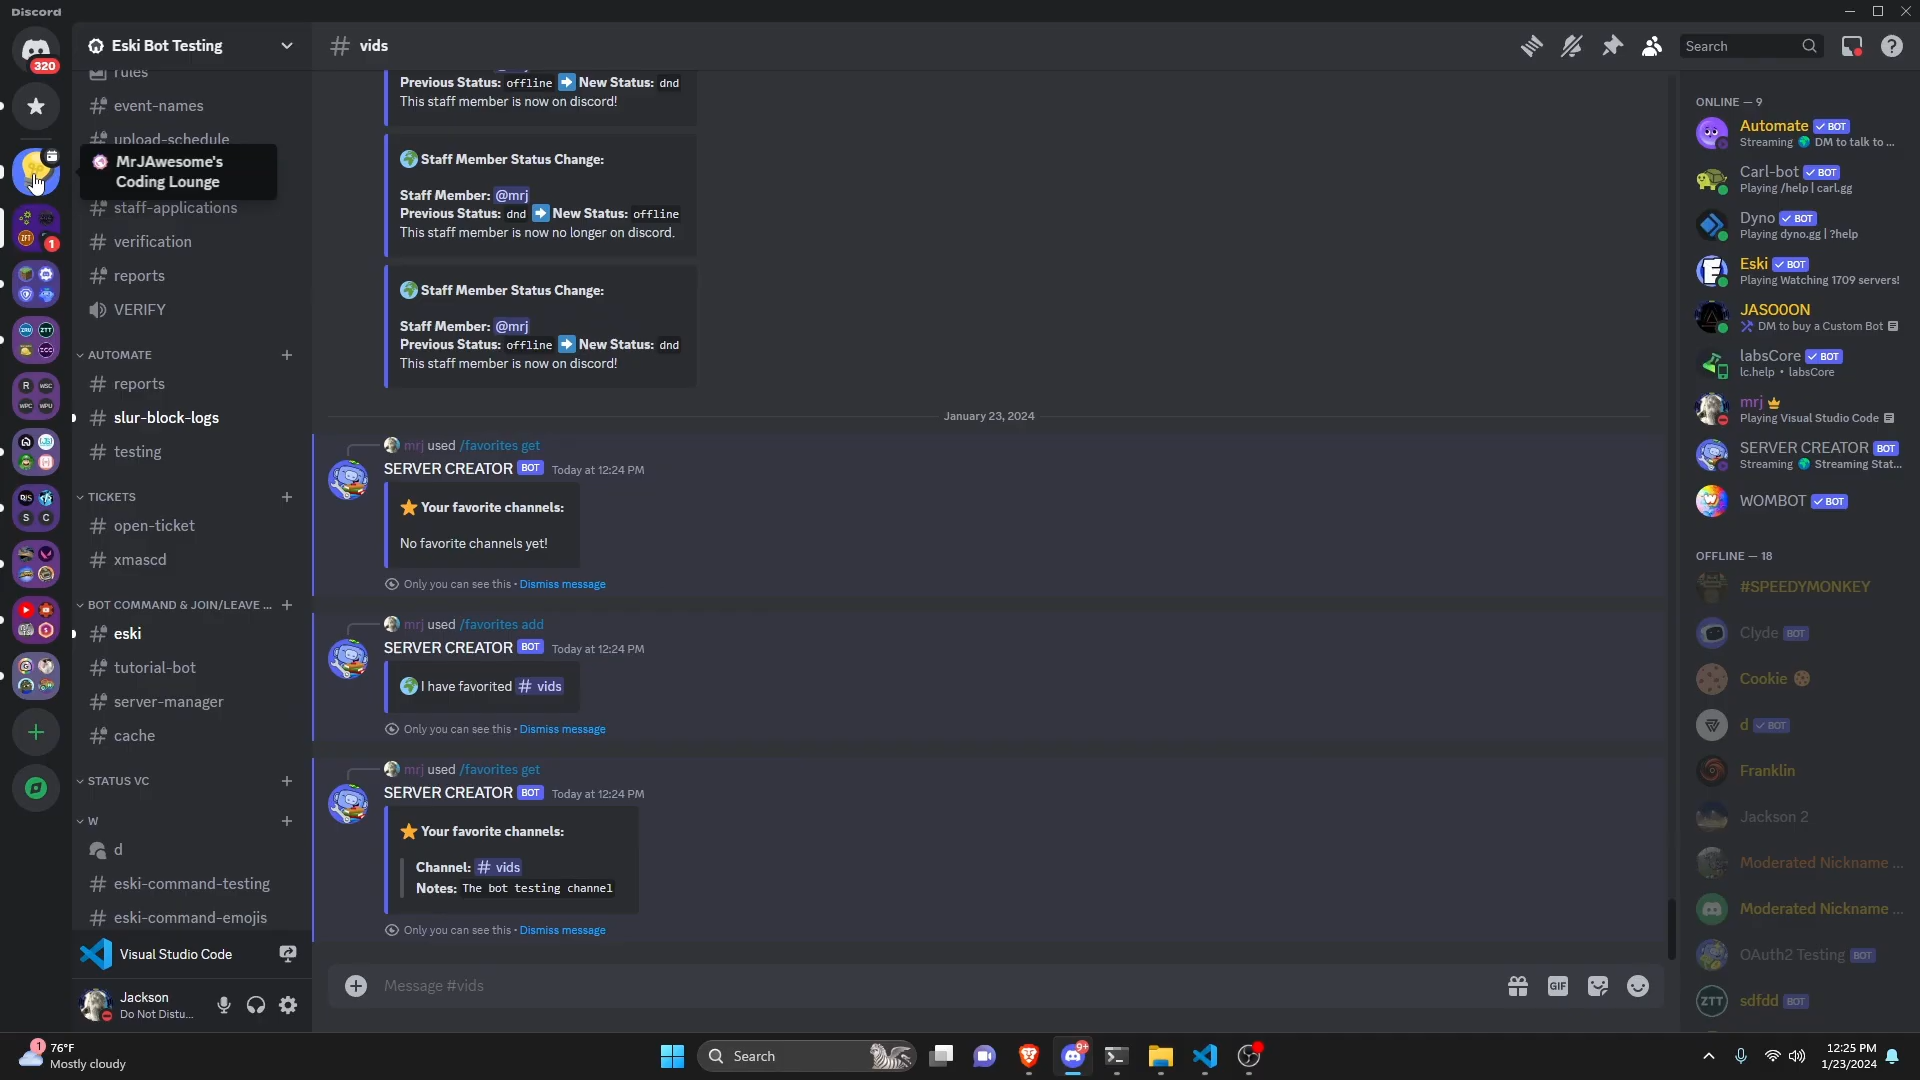 Discord
320
Eski Bot Testing
rules
event-names
upload-schedule
MrJAwesome's
Coding Lounge
staff-applications
verification
reports
VERIFY
AUTOMATE
reports
slur-block-logs
testing
TICKETS
open-ticket
xmascd
BOT COMMAND & JOIN/LEAVE ...
eski
tutorial-bot
server-manager
cache
STATUS VC
W
d
eski-command-testing
eski-command-emojis
Visual Studio Code
Jackson
Do Not Distu...
1
ZFT
ZRU
ZTT
ZCC
R
WSC
WPC
WPU
DJS
S
C
vids
Search
Previous Status: offline ➡ New Status: dnd
This staff member is now on discord!
Staff Member Status Change:
Staff Member: @mrj
Previous Status: dnd ➡ New Status: offline
This staff member is now no longer on discord.
Staff Member Status Change:
Staff Member: @mrj
Previous Status: offline ➡ New Status: dnd
This staff member is now on discord!
January 23, 2024
mrj used /favorites get
SERVER CREATOR BOT Today at 12:24 PM
Your favorite channels:
No favorite channels yet!
Only you can see this • Dismiss message
mrj used /favorites add
SERVER CREATOR BOT Today at 12:24 PM
I have favorited # vids
Only you can see this • Dismiss message
mrj used /favorites get
SERVER CREATOR BOT Today at 12:24 PM
Your favorite channels:
Channel: # vids
Notes: The bot testing channel
Only you can see this • Dismiss message
Message #vids
GIF
ONLINE — 9
Automate ✓ BOT
Streaming DM to talk to ...
Carl-bot ✓ BOT
Playing /help | carl.gg
Dyno ✓ BOT
Playing dyno.gg | ?help
Eski ✓ BOT
Playing Watching 1709 servers!
JASO0ON
DM to buy a Custom Bot
labsCore ✓ BOT
lc.help • labsCore
mrj
Playing Visual Studio Code
SERVER CREATOR BOT
Streaming Streaming Stat...
WOMBOT ✓ BOT
OFFLINE — 18
#SPEEDYMONKEY
Clyde BOT
Cookie
d ✓ BOT
Franklin
Jackson 2
Moderated Nickname ...
Moderated Nickname ...
OAuth2 Testing BOT
ZTT
sdfdd BOT
1
76°F
Mostly cloudy
Search
9+
12:25 PM
1/23/2024